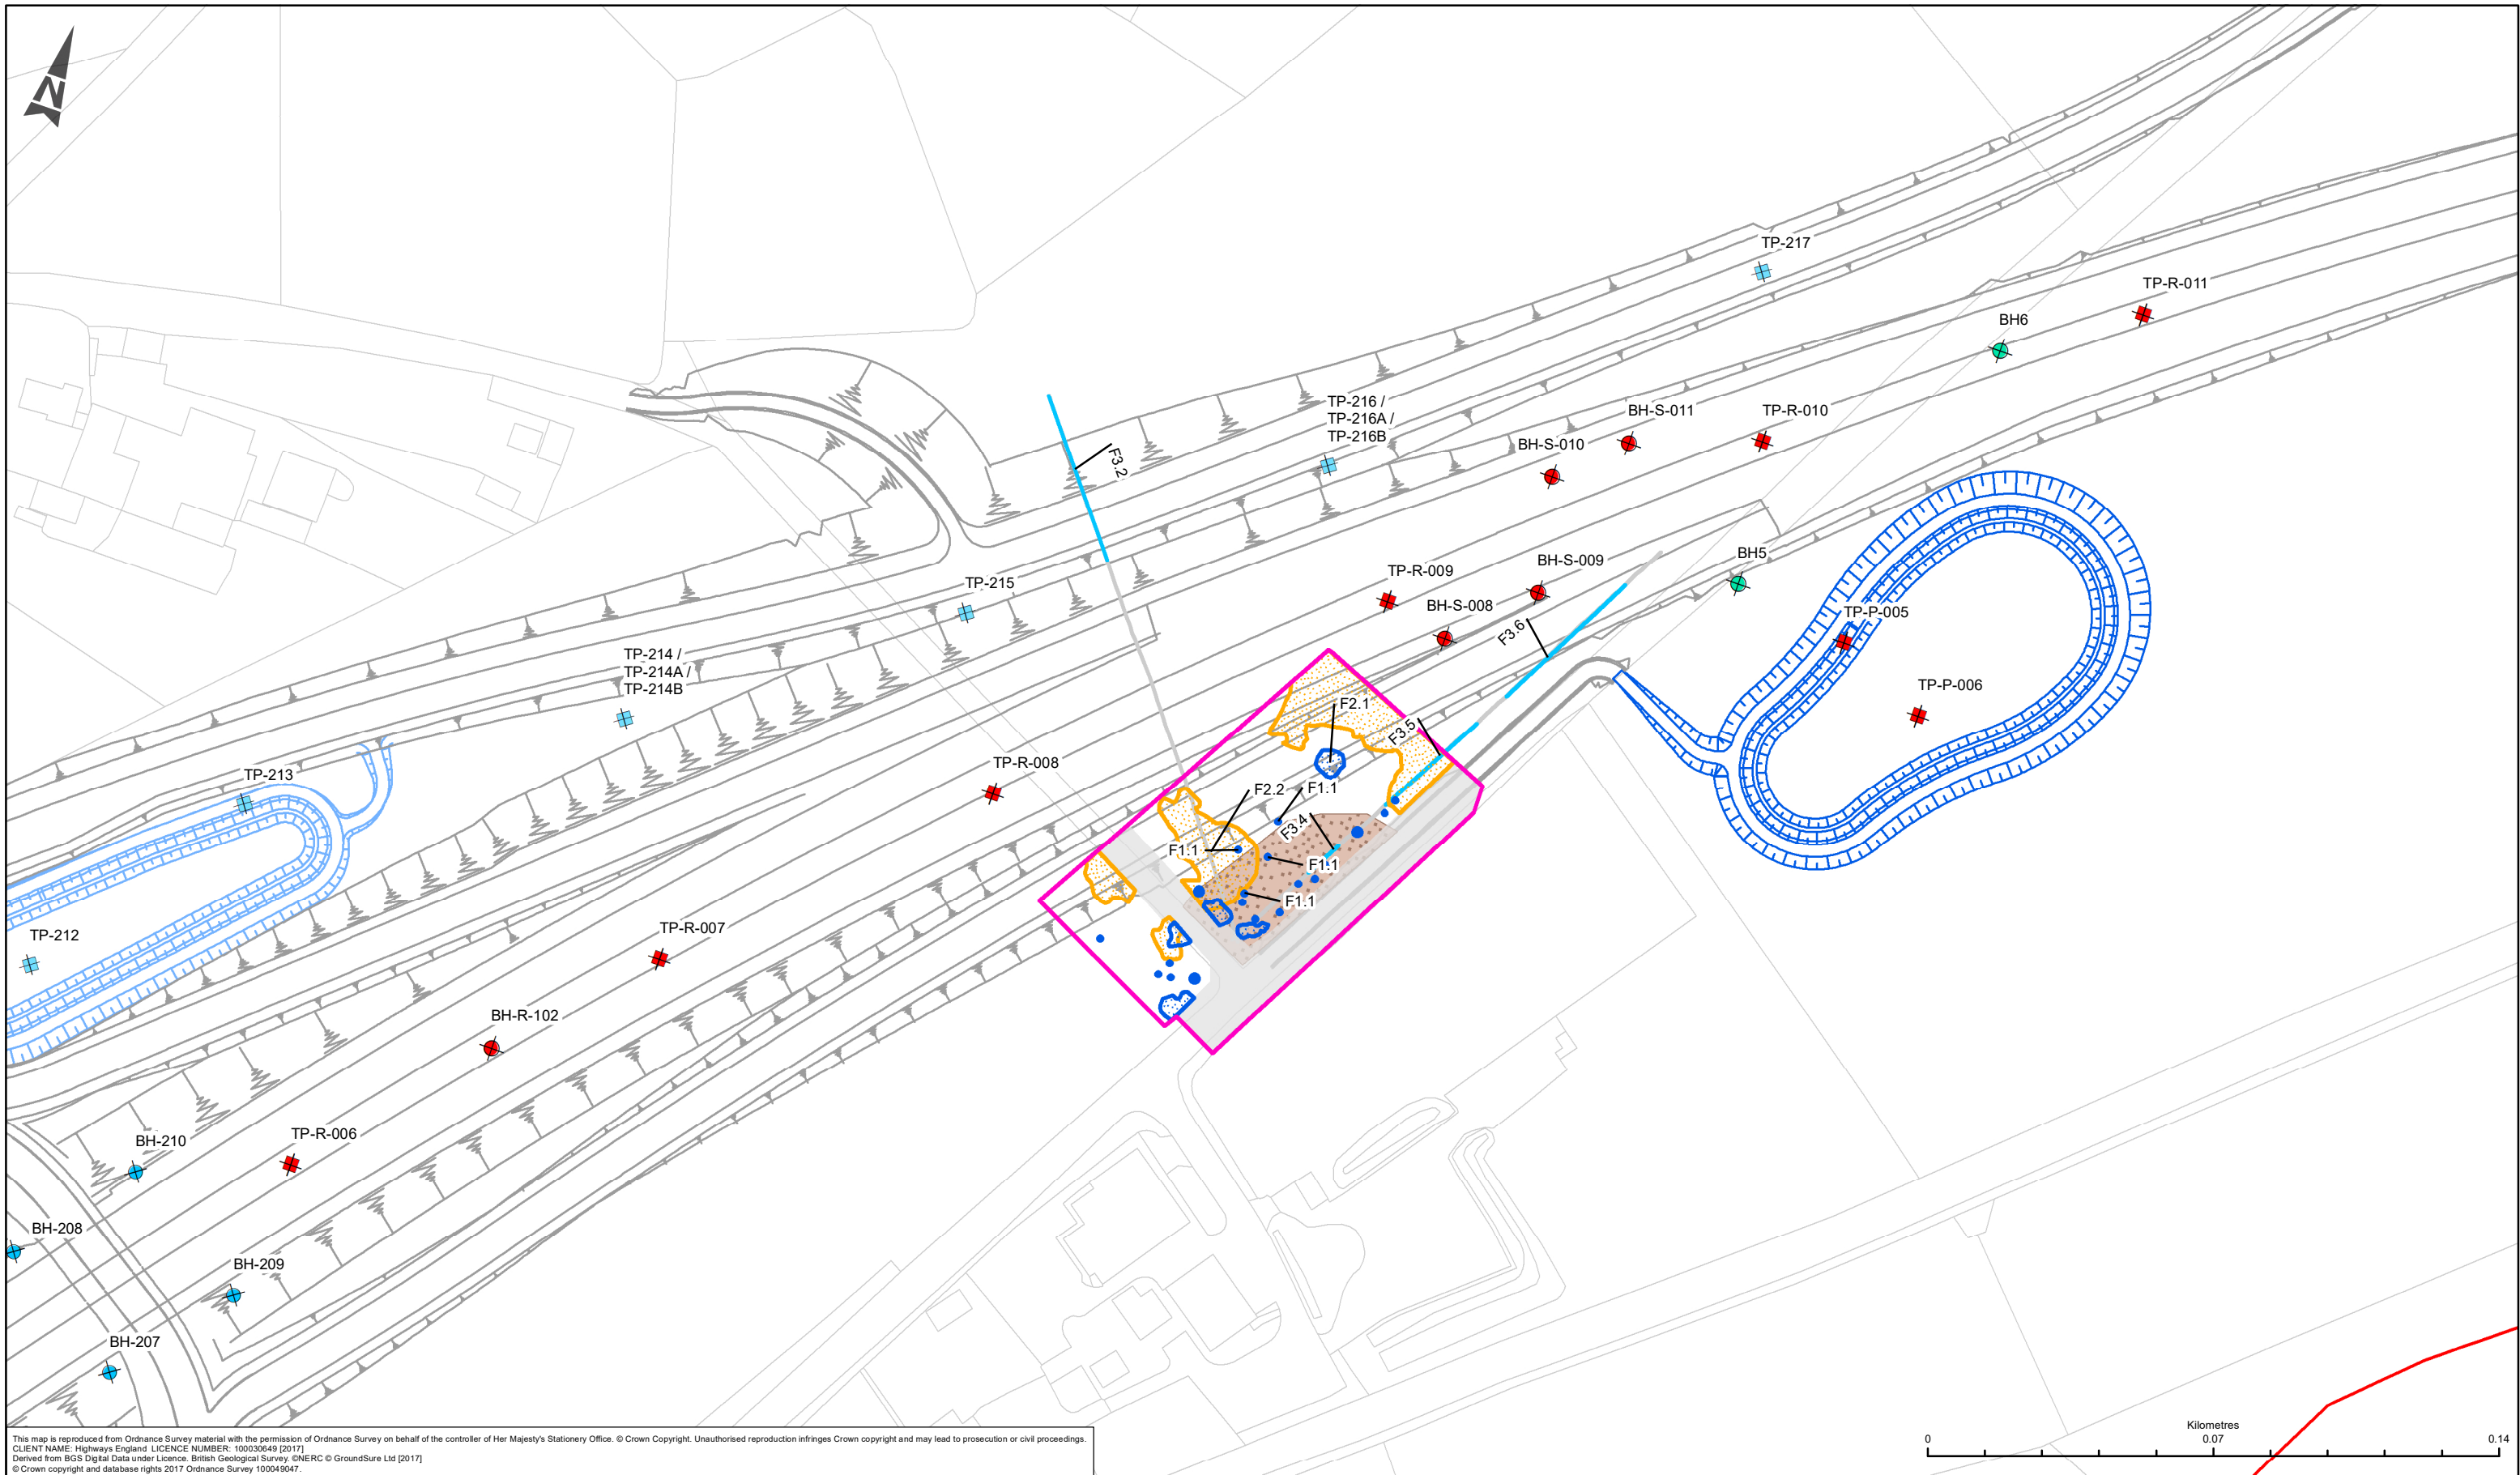 N
TP-217
TP-R-011
BH6
TP-216 /
TP-216A /
TP-216B
BH-S-011
TP-R-010
BH-S-010
F3.2
BH5
BH-S-009
TP-R-009
TP-215
BH-S-008
TP-P-005
F3.6
TP-214 /
TP-214A /
TP-214B
TP-P-006
F2.1
F3.5
TP-R-008
TP-213
F2.2
F1.1
F3.4
F1.1
F1.1
F1.1
TP-R-007
TP-212
BH-R-102
TP-R-006
BH-210
BH-208
BH-209
BH-207
Kilometres
0
0.07
0.14
This map is reproduced from Ordnance Survey material with the permission of Ordnance Survey on behalf of the controller of Her Majesty's Stationery Office. © Crown Copyright. Unauthorised reproduction infringes Crown copyright and may lead to prosecution or civil proceedings.
CLIENT NAME: Highways England LICENCE NUMBER: 100030649 [2017]
Derived from BGS Digital Data under Licence. British Geological Survey. ©NERC © GroundSure Ltd [2017]
© Crown copyright and database rights 2017 Ordnance Survey 100049047.